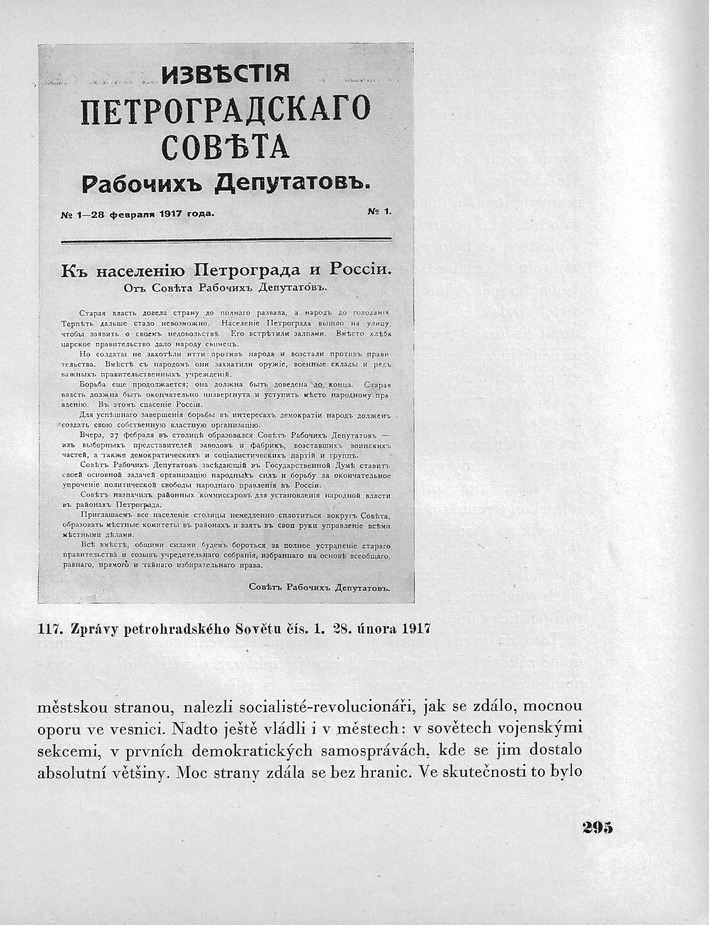 ИЗВѢСТІЯ
ПЕТРОГРАДСКАГО
СОВѢТА
Рабочихъ Депутатовъ.
№ 1—28 февраля 1917 года. № 1.
Къ населенію Петрограда и Россіи.
Отъ Совѣта Рабочихъ Депутатовъ.
Старая власть довела страну до полнаго развала, а народъ до голоданія
Терпѣть дальше стало невозможно. Населеніе Петрограда вышло на улицу,
чтобы заявить о своемъ недовольствѣ. Его встрѣтили залпами. Вмѣсто хлѣба
царское правительство дало народу свинецъ.
Но солдаты не захотѣли итти противъ народа и возстали противъ прави-
тельства. Вмѣстѣ съ народомъ они захватили оружіе, военные склады и рядъ
важныхъ правительственныхъ учрежденій.
Борьба еще продолжается; она должна быть доведена до конца. Старая
власть должна быть окончательно низвергнута и уступить мѣсто народному пра-
вленію. Въ этомъ спасеніе Россіи.
Для успѣшнаго завершенія борьбы въ интересахъ демократіи народъ долженъ
создать свою собственную властную организацію.
Вчера, 27 февраля въ столицѣ образовался Совѣтъ Рабочихъ Депутатовъ —
изъ выборныхъ представителей заводовъ и фабрикъ, возставшихъ воинскихъ
частей, а также демократическихъ и соціалистическихъ партій и группъ.
Совѣтъ Рабочихъ Депутатовъ засѣдающій въ Государственной Думѣ ставитъ
своей основной задачей организацію народныхъ силъ и борьбу за окончательное
упроченіе политической свободы народнаго правленія въ Россіи.
Совѣтъ назначилъ районныхъ комиссаровъ для установленія народной власти
въ районахъ Петрограда.
Приглашаемъ все населеніе столицы немедленно сплотиться вокругъ Совѣта,
образовать мѣстные комитеты въ районахъ и взять въ свои руки управленіе всѣми
мѣстными дѣлами.
Всѣ вмѣстѣ, общими силами будемъ бороться за полное устраненіе стараго
правительства и созывъ учредительнаго собранія, избраннаго на основѣ всеобщаго,
равнаго, прямого и тайнаго избирательнаго права.
Совѣтъ Рабочихъ Депутатовъ.
117. Zprávy petrohradského Sovětu čís. 1. 28. února 1917
městskou stranou, nalezli socialisté-revolucionáři, jak se zdálo, mocnou
oporu ve vesnici. Nadto ještě vládli i v městech: v sovětech vojenskými
sekcemi, v prvních demokratických samosprávách, kde se jim dostalo
absolutní většiny. Moc strany zdála se bez hranic. Ve skutečnosti to bylo
295